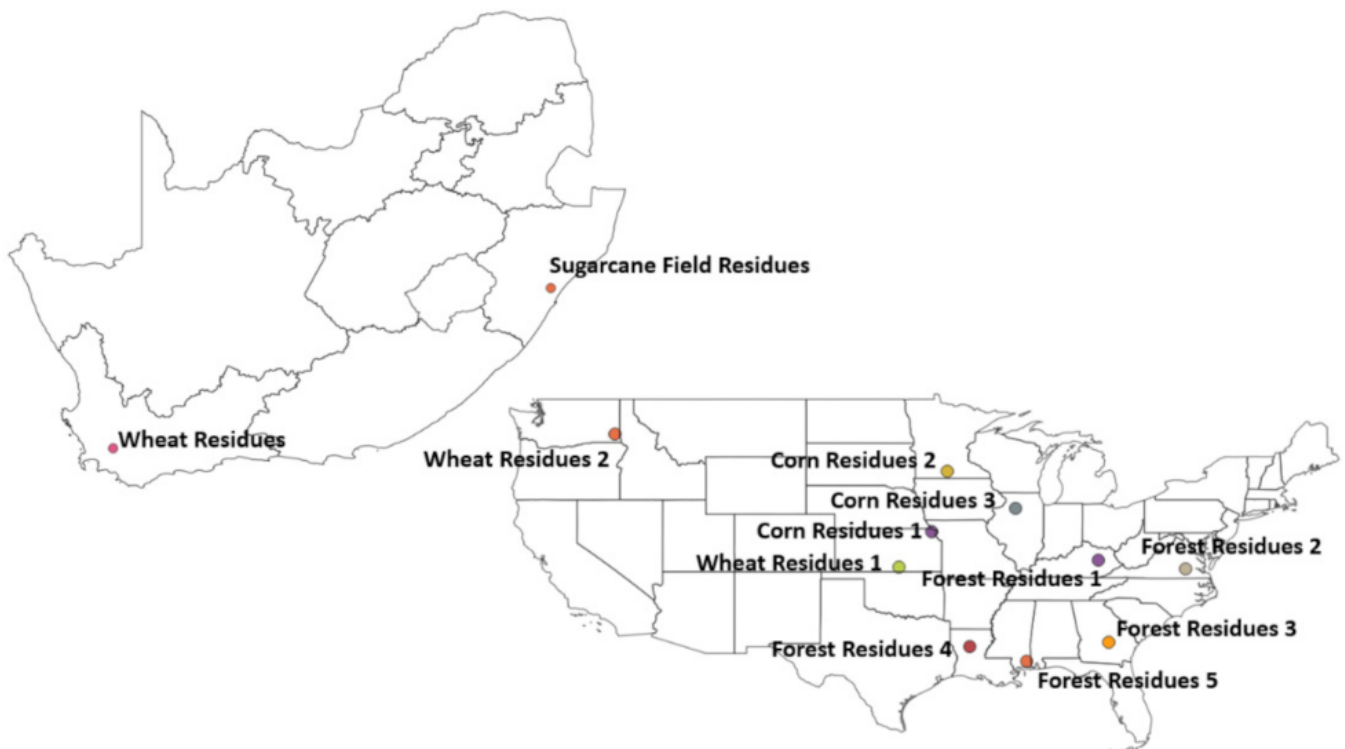 Sugarcane Field Residues
Wheat Residues
Wheat Residues 2
Corn Residues 2
Corn Residues 3
Corn Residues 1
Forest Residues 2
Wheat Residues 1
Forest Residues 1
Forest Residues 3
Forest Residues 4
Forest Residues 5